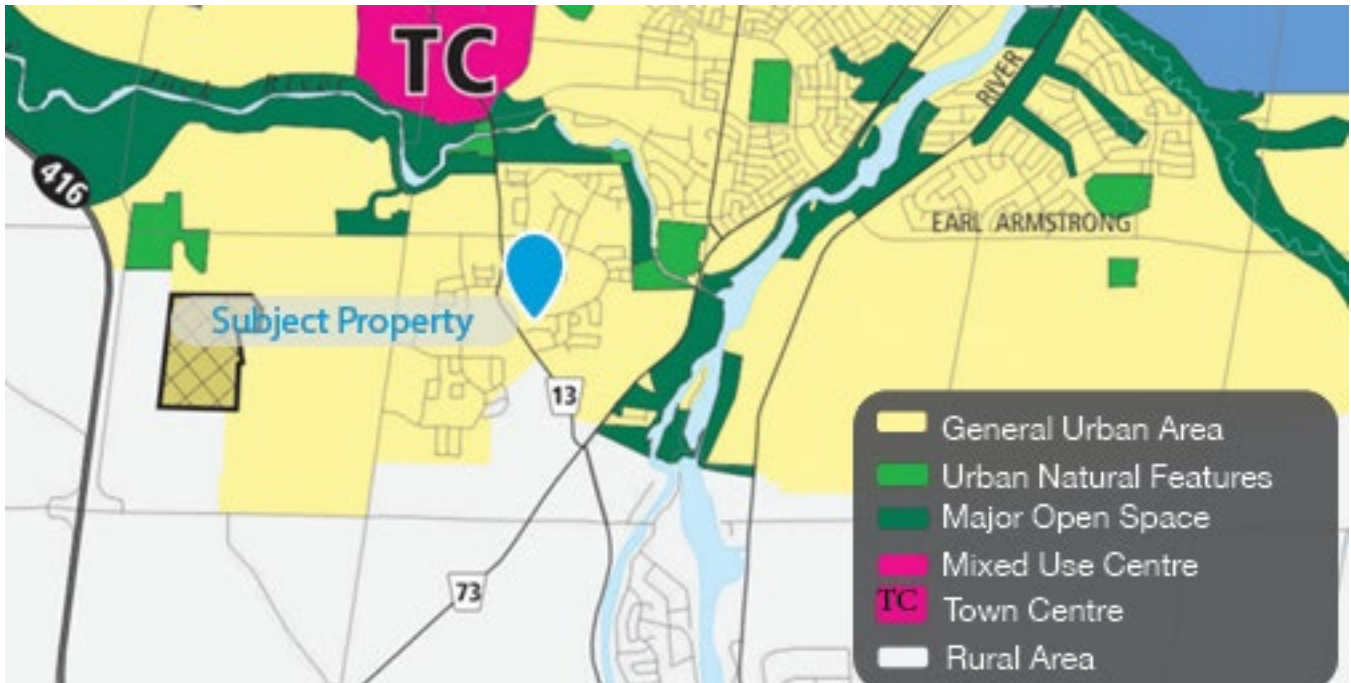 TC
RIVER
416
EARL ARMSTRONG
Subject Property
13
73
General Urban Area
Urban Natural Features
Major Open Space
Mixed Use Centre
TC Town Centre
Rural Area